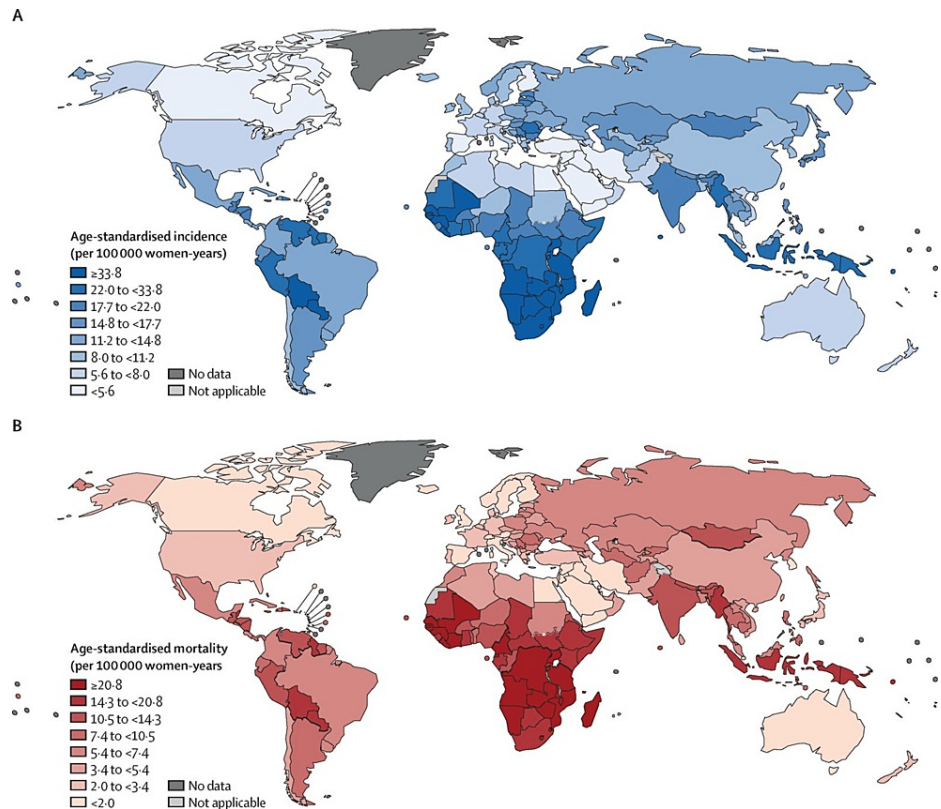 A
Age-standardised incidence
(per 100 000 women-years)
≥33·8
22·0 to <33·8
17·7 to <22·0
14·8 to <17·7
11·2 to <14·8
8·0 to <11·2
5·6 to <8·0
<5·6
No data
Not applicable
B
Age-standardised mortality
(per 100 000 women-years
≥20·8
14·3 to <20·8
10·5 to <14·3
7·4 to <10·5
5·4 to <7·4
3·4 to <5·4
2·0 to <3·4
<2·0
No data
Not applicable